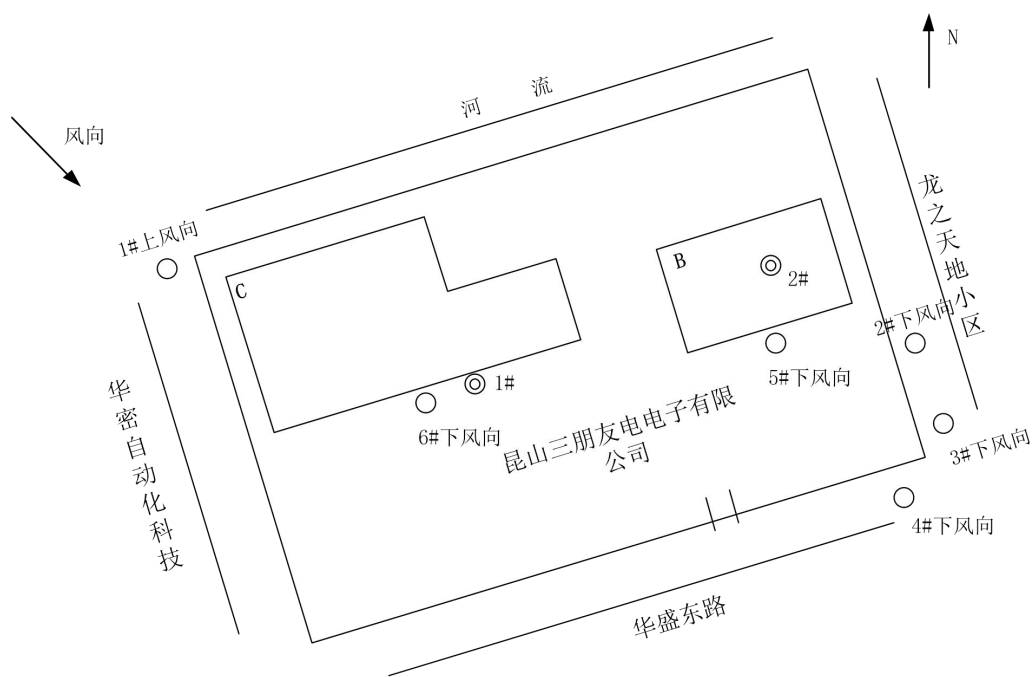 N
河 流
风向
1#上风向
龙之天地小区
C
B
2#
2#下风向
5#下风向
1#
6#下风向
昆山三朋友电电子有限
公司
3#下风向
4#下风向
华密自动化科技
华盛东路